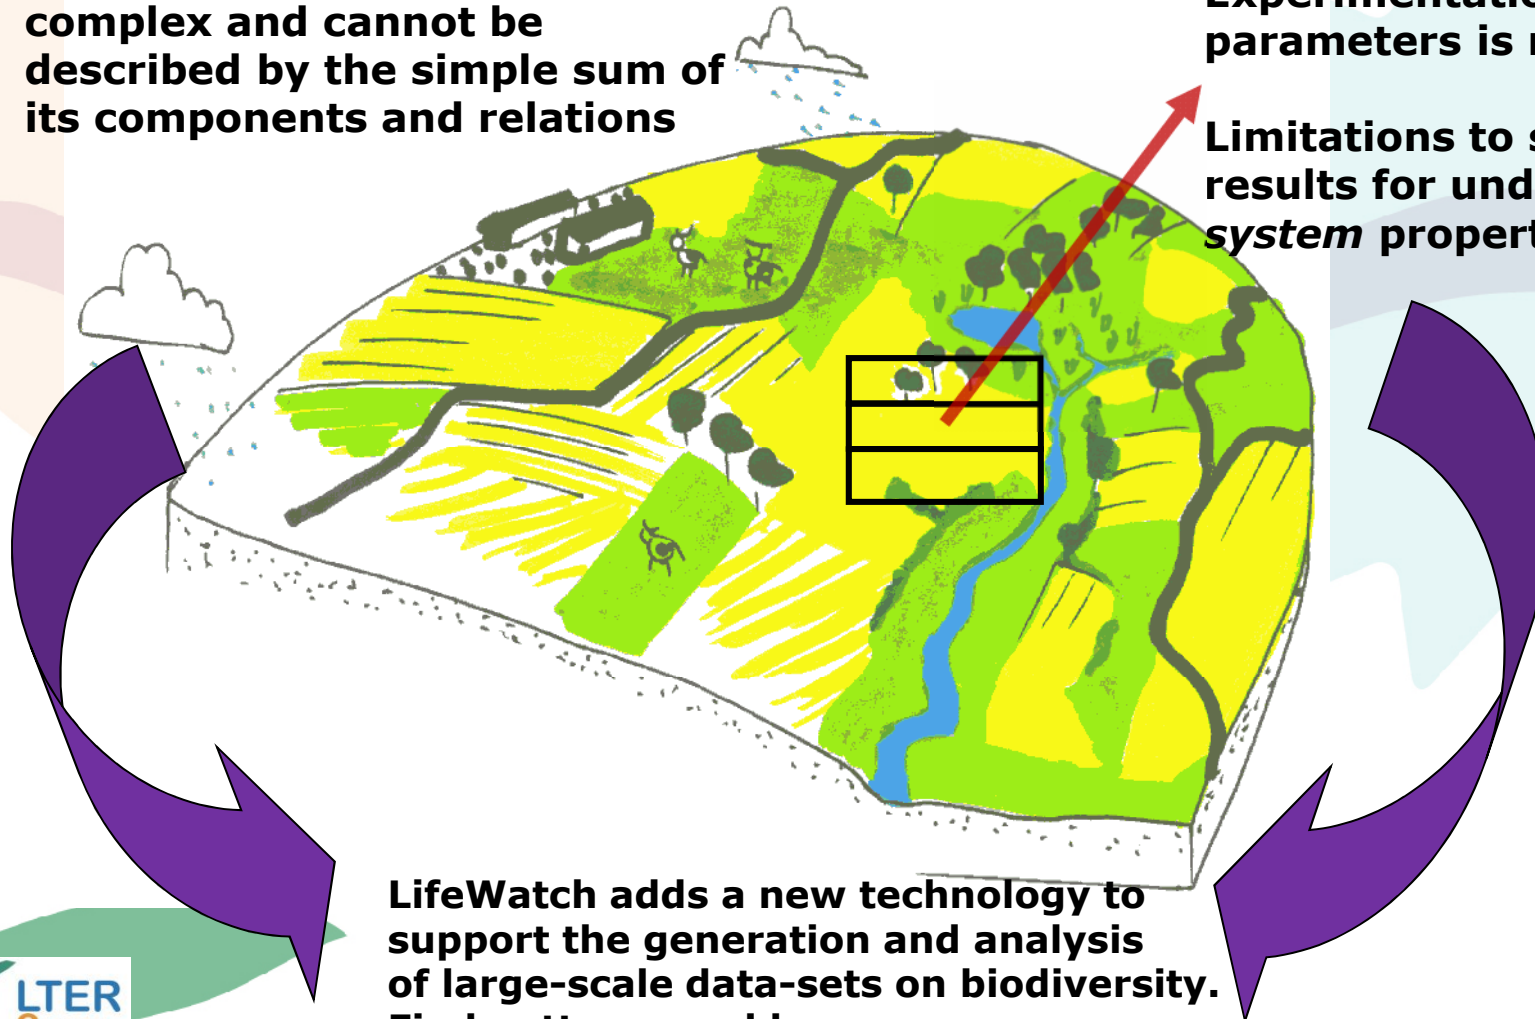 complex and cannot be
described by the simple sum of
its components and relations
parameters is
Limitations to
results for
system
LifeWatch adds a new technology to
support the generation and analysis
of large-scale data-sets on biodiversity.
LTER